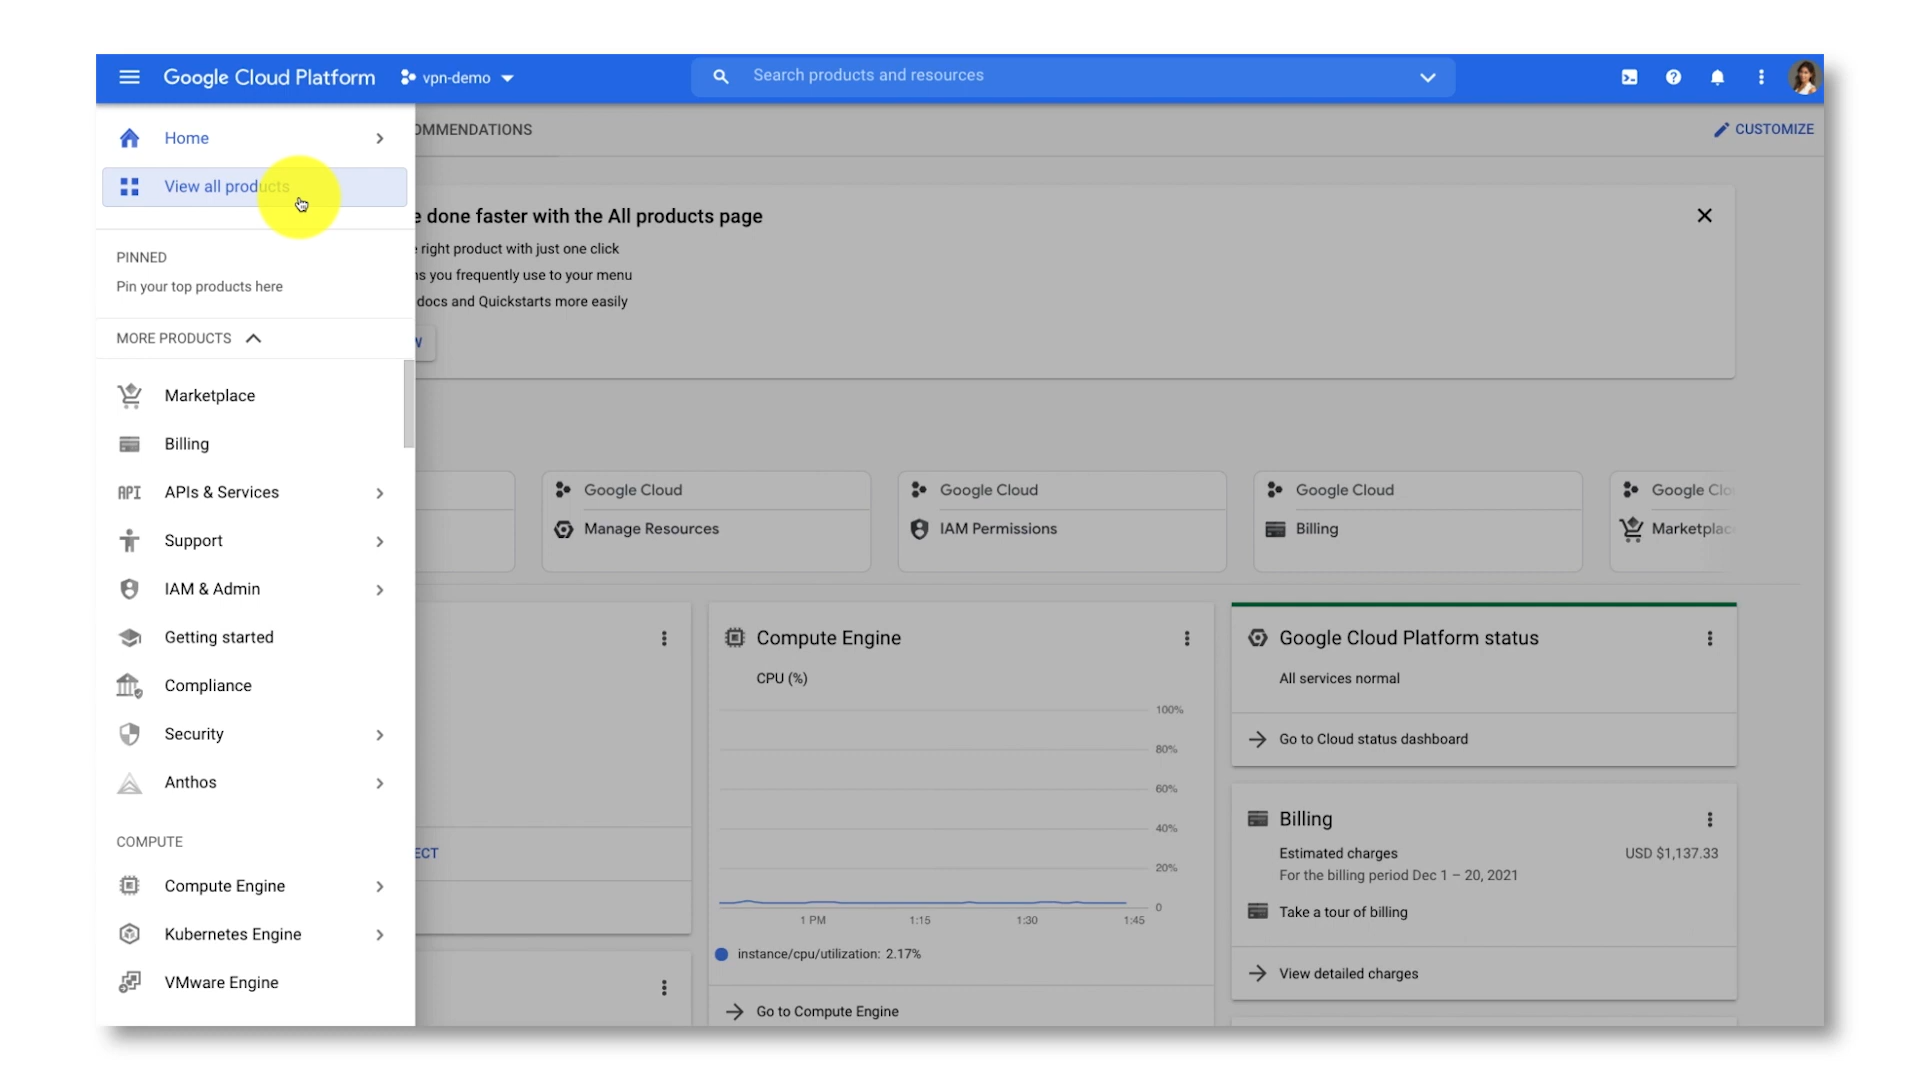 Google Cloud Platform
vpn-demo
Search products and resources
Home
View all products
PINNED
Pin your top products here
MORE PRODUCTS
Marketplace
Billing
API
APIs & Services
Support
IAM & Admin
Getting started
Compliance
Security
Anthos
COMPUTE
Compute Engine
Kubernetes Engine
VMware Engine
OMMENDATIONS
CUSTOMIZE
e done faster with the All products page
right product with just one click
s you frequently use to your menu
docs and Quickstarts more easily
W
Google Cloud
Manage Resources
Google Cloud
IAM Permissions
Google Cloud
Billing
Google Clo
Marketplac
ECT
Compute Engine
CPU (%)
100%
80%
60%
40%
20%
0
1 PM 1:15 1:30 1:45
instance/cpu/utilization: 2.17%
Go to Compute Engine
Google Cloud Platform status
All services normal
Go to Cloud status dashboard
Billing
Estimated charges USD $1,137.33
For the billing period Dec 1 – 20, 2021
Take a tour of billing
View detailed charges